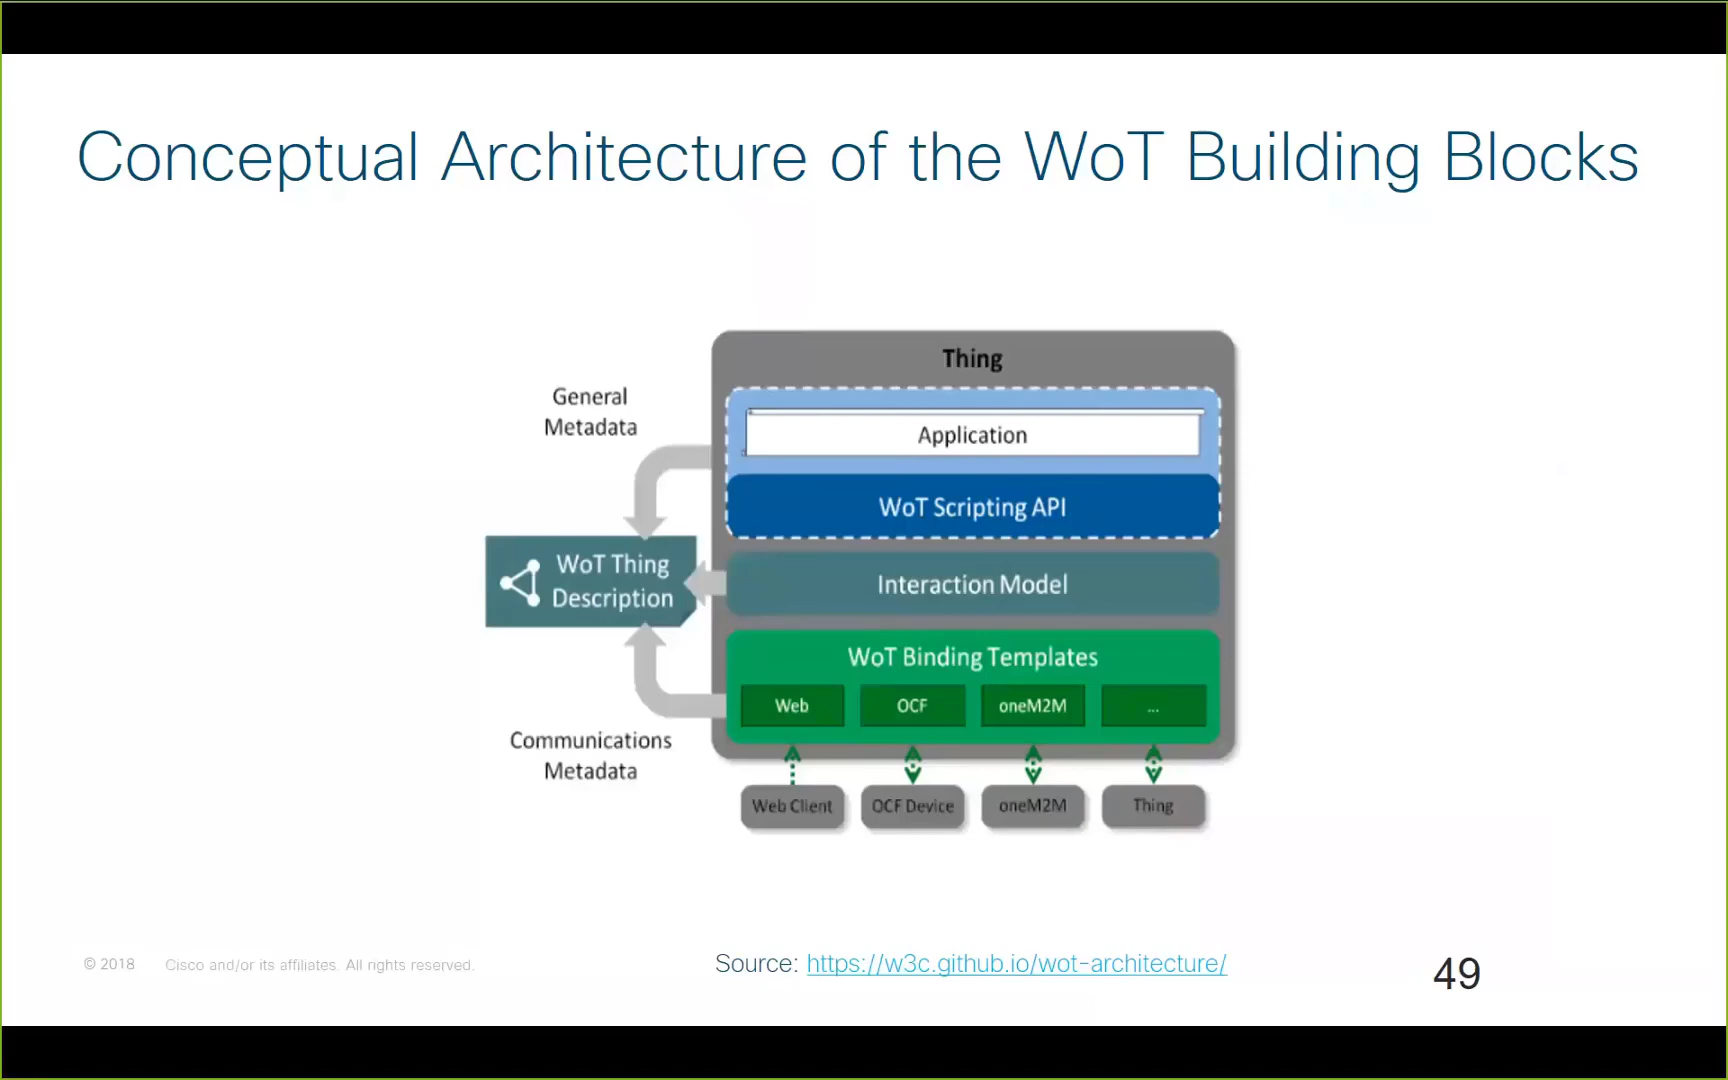 Conceptual Architecture of the WoT Building Blocks
Thing
General
Metadata
Application
WoT Scripting API
WoT Thing
Description
Interaction Model
WoT Binding Templates
Web
OCF
oneM2M
...
Communications
Metadata
Web Client
OCF Device
oneM2M
Thing
© 2018 Cisco and/or its affiliates. All rights reserved.
Source: https://w3c.github.io/wot-architecture/
49